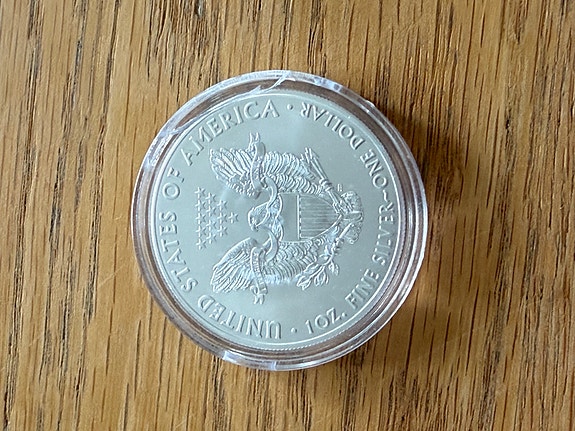 UNITED STATES OF AMERICA
· 1 OZ. FINE SILVER~ONE DOLLAR ·